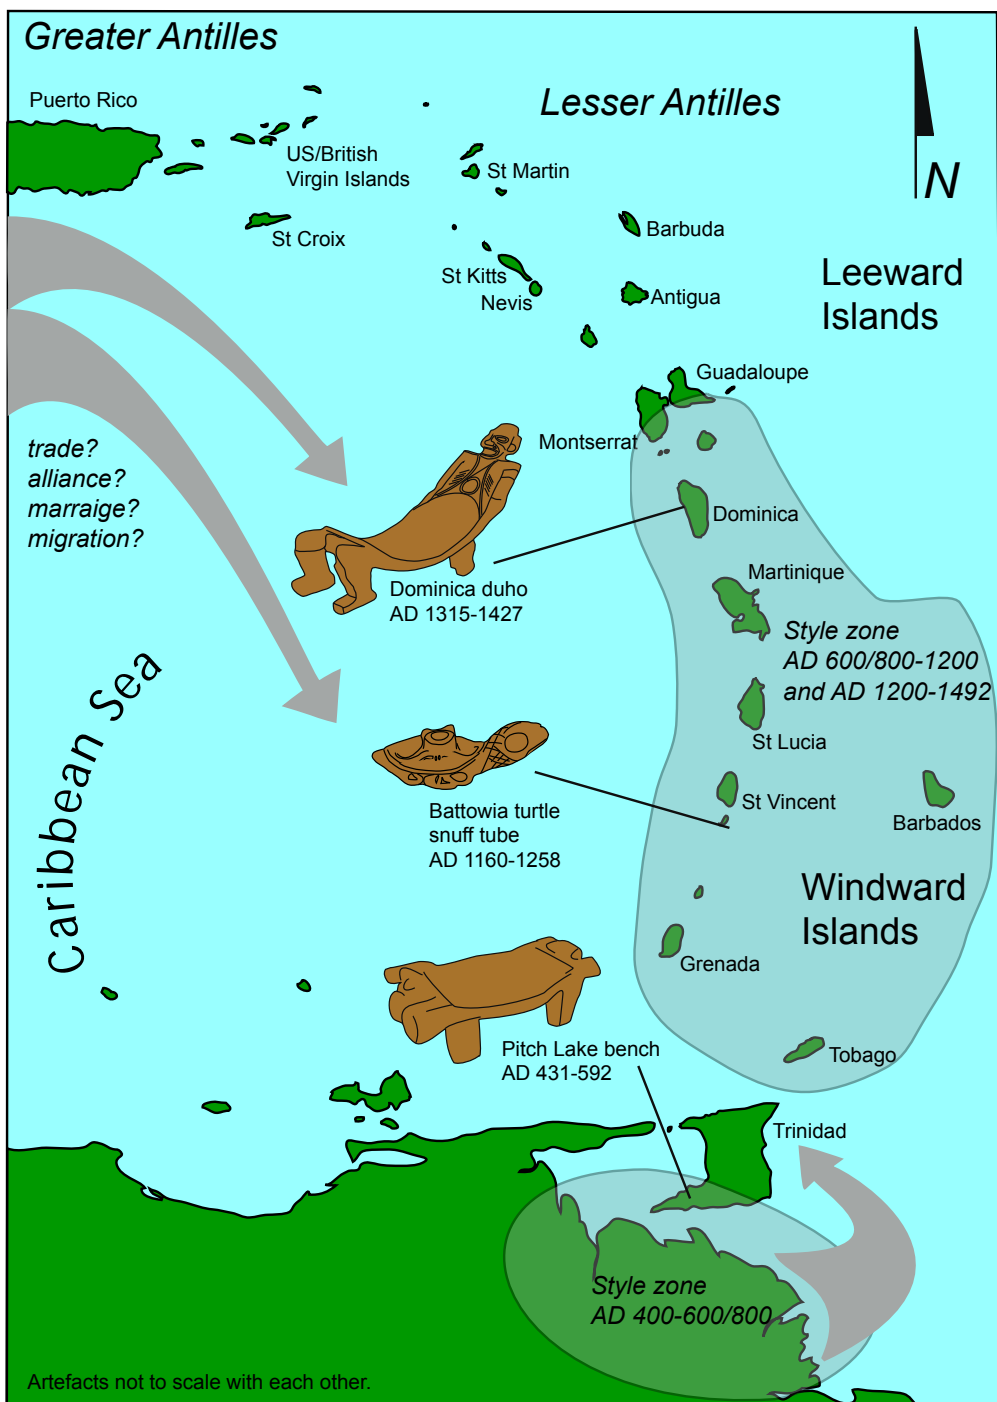 Greater Antilles
Lesser Antilles
Puerto Rico
US/British
Virgin Islands
St Martin
N
St Croix
Barbuda
St Kitts
Nevis
Antigua
Leeward
Islands
Guadaloupe
Montserrat
trade?
alliance?
marraige?
migration?
Dominica
Dominica duho
AD 1315-1427
Martinique
Style zone
AD 600/800-1200
and AD 1200-1492
Caribbean Sea
St Lucia
Battowia turtle
snuff tube
AD 1160-1258
St Vincent
Barbados
Windward
Islands
Grenada
Pitch Lake bench
AD 431-592
Tobago
Trinidad
Style zone
AD 400-600/800
Artefacts not to scale with each other.